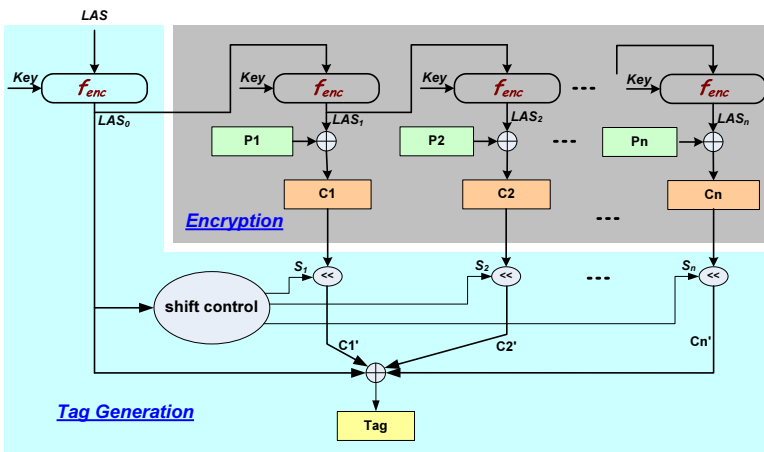 LAS
Key
fenc
Key
fenc
Key
fenc
Key
fenc
LAS0
LAS1
LAS2
LASn
P1
P2
Pn
C1
C2
Cn
Encryption
S1
<<
S2
<<
Sn
<<
shift control
C1'
C2'
Cn'
Tag Generation
Tag